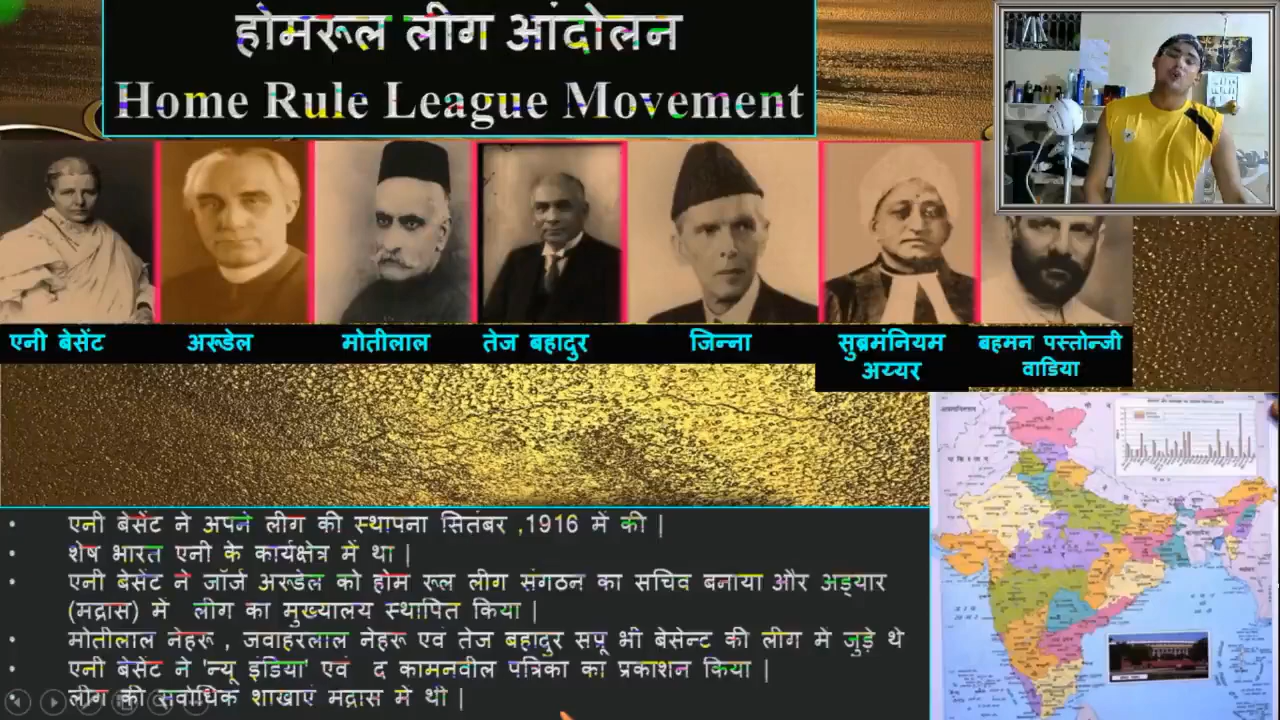 होमरूल लीग आंदोलन
Home Rule League Movement
एनी बेसेंट
अरूडेल
मोतीलाल
तेज बहादुर
जिन्ना
सुब्रमंनियम
अय्यर
बहमन पस्तोन्जी
वाडिया
एनी बेसेंट ने अपने लीग की स्थापना सितंबर ,1916 में की |
शेष भारत एनी के कार्यक्षेत्र में था |
एनी बेसेंट ने जॉर्ज अरूडेल को होम रूल लीग संगठन का सचिव बनाया और अड्यार
(मद्रास) में लीग का मुख्यालय स्थापित किया |
मोतीलाल नेहरू , जवाहरलाल नेहरू एवं तेज बहादुर सप्रू भी बेसेन्ट की लीग में जुड़े थे
एनी बेसेंट ने 'न्यू इंडिया' एवं द कामनवील पत्रिका का प्रकाशन किया |
लीग की सर्वाधिक शाखाएं मद्रास में थी |